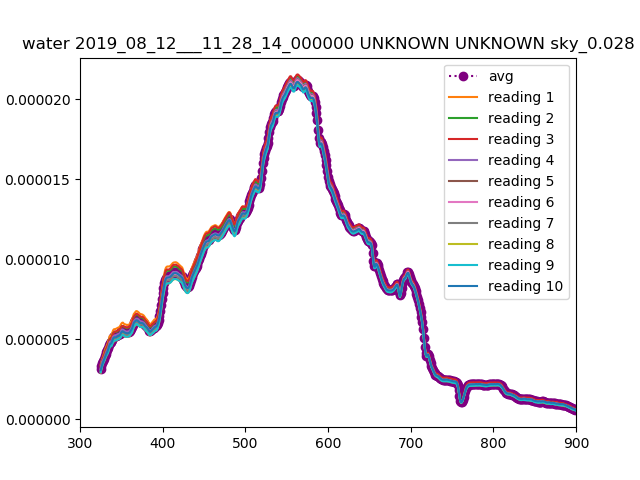 water 2019_08_12___11_28_14_000000 UNKNOWN UNKNOWN sky_0.028
0.000020
0.000015
0.000010
0.000005
0.000000
300 400 500 600 700 800 900
avg
reading 1
reading 2
reading 3
reading 4
reading 5
reading 6
reading 7
reading 8
reading 9
reading 10